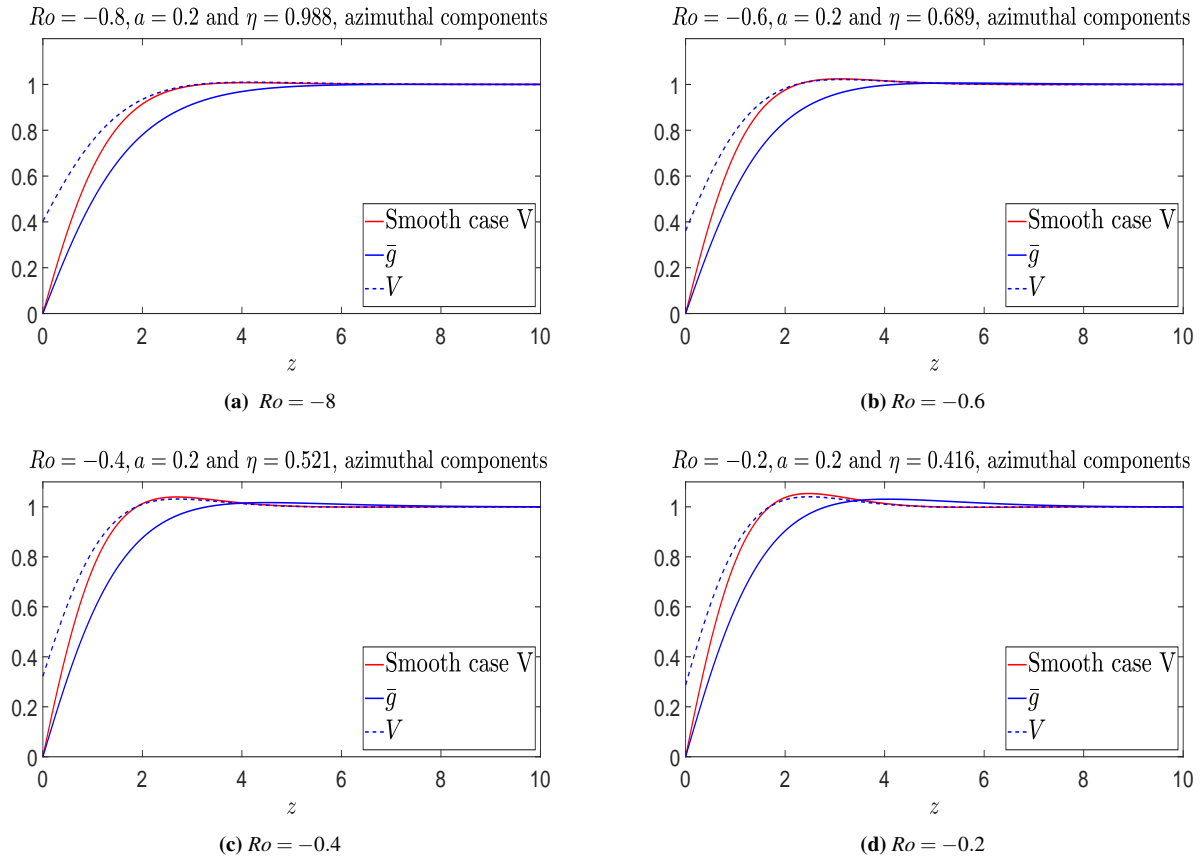 Ro = −0.8, a = 0.2 and η = 0.988, azimuthal components
1
0.8
0.6
0.4
0.2
0
Smooth case V
ḡ
V
0 2 4 6 8 10
z
(a) Ro = −8
Ro = −0.6, a = 0.2 and η = 0.689, azimuthal components
1
0.8
0.6
0.4
0.2
0
Smooth case V
ḡ
V
0 2 4 6 8 10
z
(b) Ro = −0.6
Ro = −0.4, a = 0.2 and η = 0.521, azimuthal components
1
0.8
0.6
0.4
0.2
0
Smooth case V
ḡ
V
0 2 4 6 8 10
z
(c) Ro = −0.4
Ro = −0.2, a = 0.2 and η = 0.416, azimuthal components
1
0.8
0.6
0.4
0.2
0
Smooth case V
ḡ
V
0 2 4 6 8 10
z
(d) Ro = −0.2